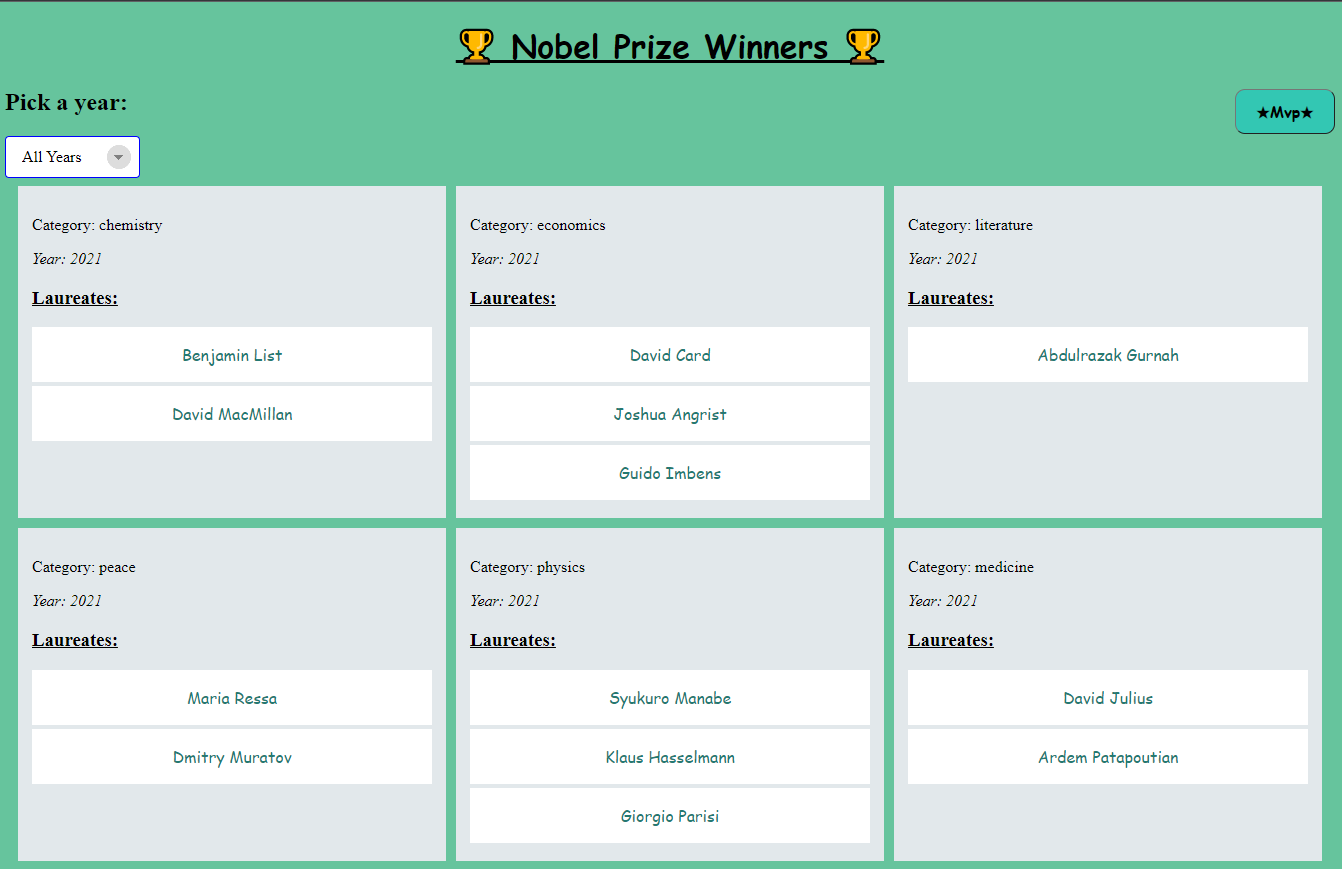 🏆 Nobel Prize Winners 🏆
Pick a year:
★Mvp★
All Years
Category: chemistry
Year: 2021
Laureates:
Benjamin List
David MacMillan
Category: economics
Year: 2021
Laureates:
David Card
Joshua Angrist
Guido Imbens
Category: literature
Year: 2021
Laureates:
Abdulrazak Gurnah
Category: peace
Year: 2021
Laureates:
Maria Ressa
Dmitry Muratov
Category: physics
Year: 2021
Laureates:
Syukuro Manabe
Klaus Hasselmann
Giorgio Parisi
Category: medicine
Year: 2021
Laureates:
David Julius
Ardem Patapoutian